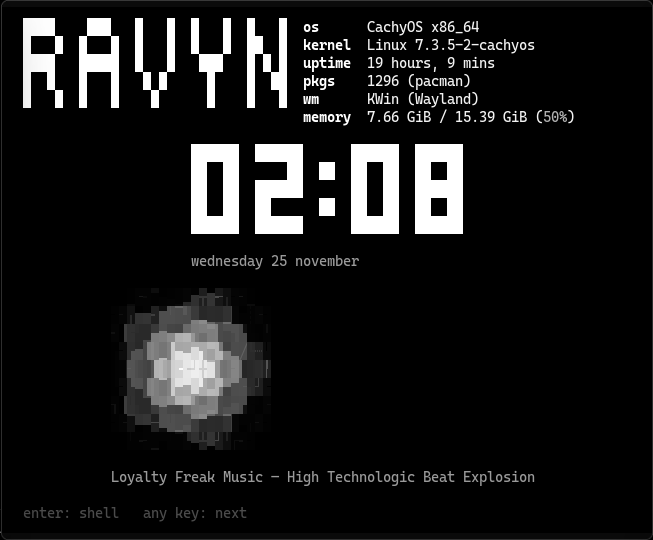 RAVYN
os CachyOS x86_64
kernel Linux 7.3.5-2-cachyos
uptime 19 hours, 9 mins
pkgs 1296 (pacman)
wm KWin (Wayland)
memory 7.66 GiB / 15.39 GiB (50%)
02:08
wednesday 25 november
Loyalty Freak Music — High Technologic Beat Explosion
enter: shell any key: next